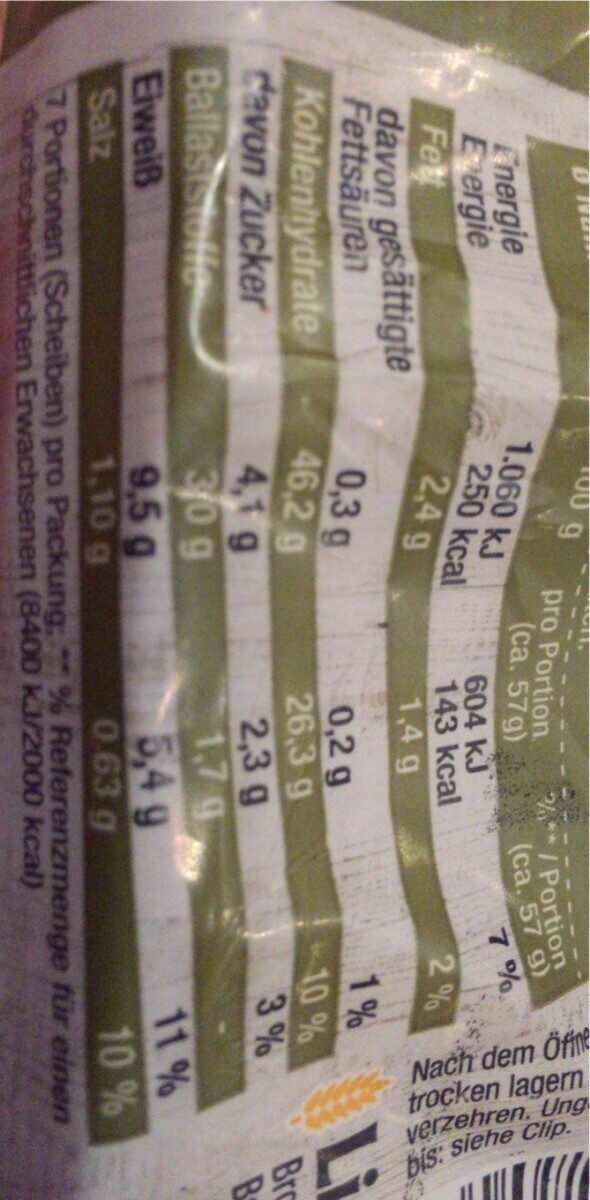 100 g pro Portion %** / Portion
(ca. 57g) (ca. 57 g)
Energie 1.060 kJ 604 kJ
Energie 250 kcal 143 kcal 7 %
Fett 2,4 g 1,4 g 2 %
davon gesättigte
Fettsäuren 0,3 g 0,2 g 1 %
Kohlenhydrate 46,2 g 26,3 g 10 %
davon Zucker 4,1 g 2,3 g 3 %
Ballaststoffe 3,0 g 1,7 g -
Eiweiß 9,5 g 5,4 g 11 %
Salz 1,10 g 0,63 g 10 %
7 Portionen (Scheiben) pro Packung; ** % Referenzmenge für einen
durchschnittlichen Erwachsenen (8400 KJ/2000 kcal)
Nach dem Öffne
trocken lagern
verzehren. Ung
bis: siehe Clip.
Li
Bro